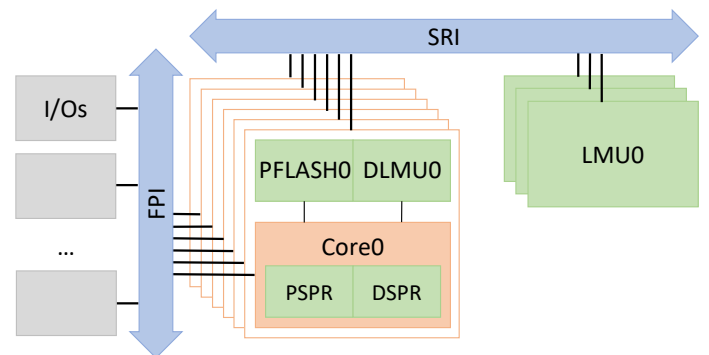 SRI
I/Os
FPI
PFLASH0 DLMU0
LMU0
Core0
...
PSPR DSPR